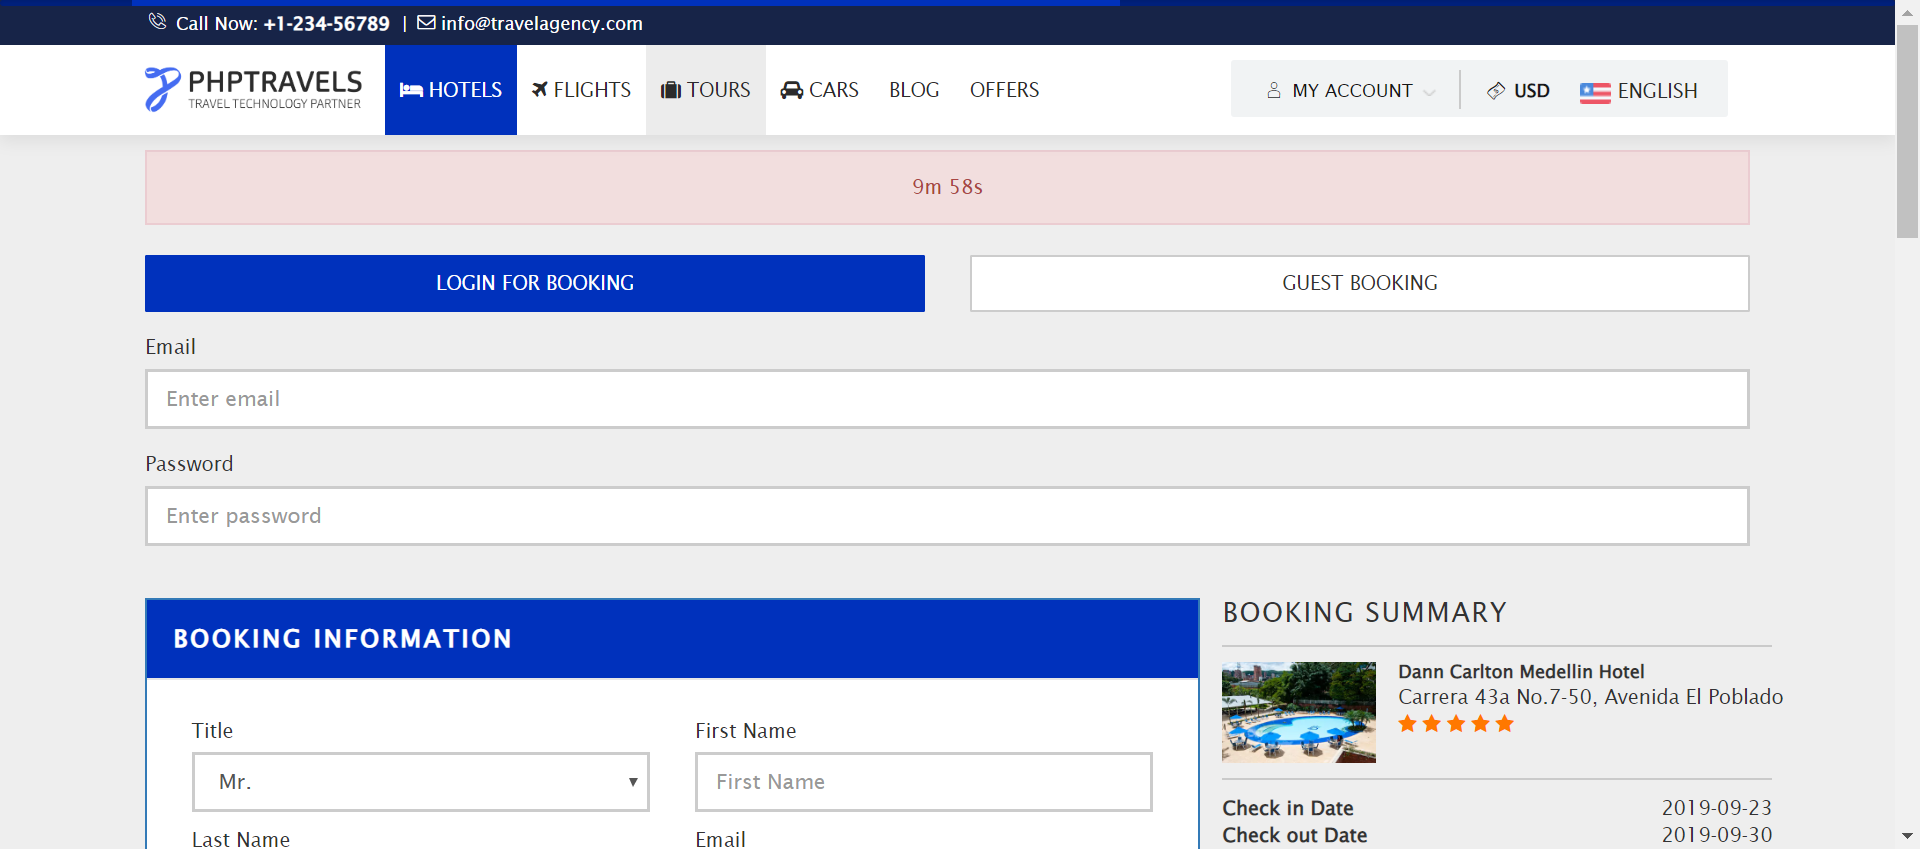 Call Now: +1-234-56789 | info@travelagency.com
PHPTRAVELS
TRAVEL TECHNOLOGY PARTNER
HOTELS FLIGHTS TOURS CARS BLOG OFFERS MY ACCOUNT USD ENGLISH
9m 58s
LOGIN FOR BOOKING GUEST BOOKING
Email
Enter email
Password
Enter password
BOOKING INFORMATION
Title First Name
Mr. First Name
Last Name Email
BOOKING SUMMARY
Dann Carlton Medellin Hotel
Carrera 43a No.7-50, Avenida El Poblado
Check in Date 2019-09-23
Check out Date 2019-09-30